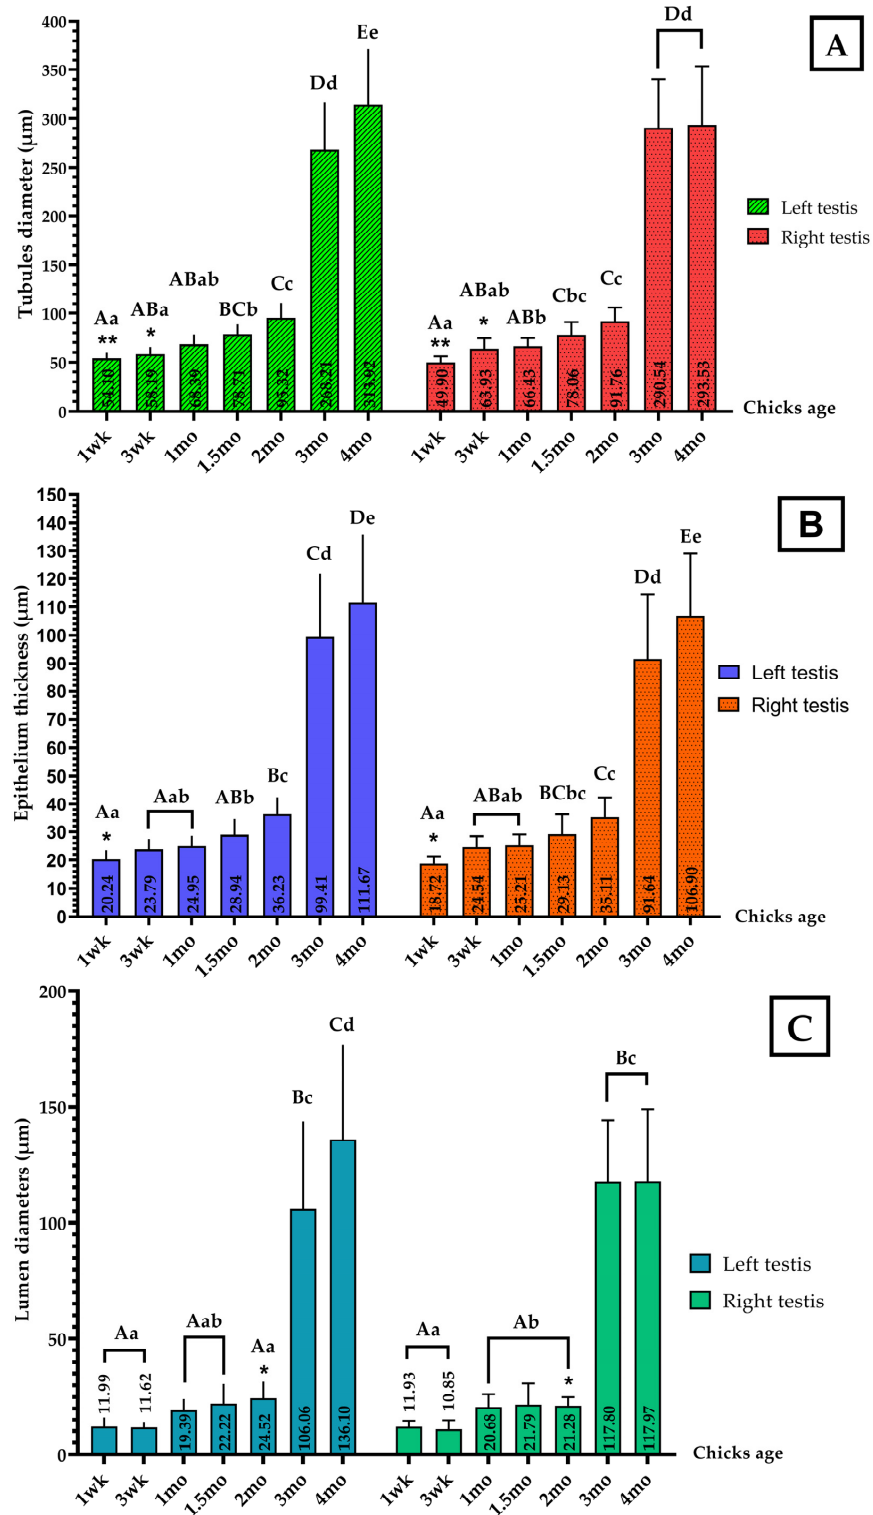 A
Tubules diameter (μm)
400
350
300
250
200
150
100
50
0
Aa
**
ABa
*
ABab
BCb
Cc
Dd
Ee
Aa
**
ABab
*
ABb
Cbc
Cc
Dd
54.10
58.19
68.39
78.71
95.32
268.21
313.92
49.90
63.93
66.43
78.06
91.76
290.54
293.53
1wk
3wk
1mo
1.5mo
2mo
3mo
4mo
1wk
3wk
1mo
1.5mo
2mo
3mo
4mo
Chicks age
Left testis
Right testis
B
Epithelium thickness (μm)
150
140
130
120
110
100
90
80
70
60
50
40
30
20
10
0
Aa
*
Aab
ABb
Bc
Cd
De
Aa
*
ABab
BCbc
Cc
Dd
Ee
20.24
23.79
24.95
28.94
36.23
99.41
111.67
18.72
24.54
25.21
29.13
35.11
91.64
106.90
1wk
3wk
1mo
1.5mo
2mo
3mo
4mo
1wk
3wk
1mo
1.5mo
2mo
3mo
4mo
Chicks age
Left testis
Right testis
C
Lumen diameters (μm)
200
150
100
50
0
Aa
Aab
Aa
*
Bc
Cd
Aa
Ab
*
Bc
11.99
11.62
19.39
22.22
24.52
106.06
136.10
11.93
10.85
20.68
21.79
21.28
117.80
117.97
1wk
3wk
1mo
1.5mo
2mo
3mo
4mo
1wk
3wk
1mo
1.5mo
2mo
3mo
4mo
Chicks age
Left testis
Right testis